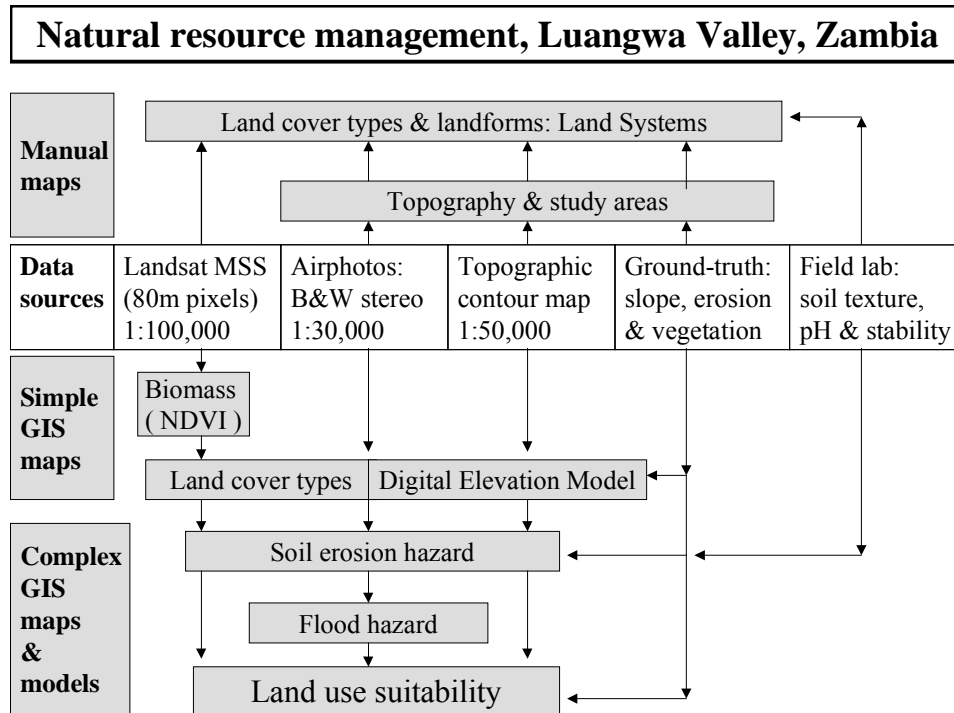 Natural resource management, Luangwa Valley, Zambia
Manual
maps
Land cover types & landforms: Land Systems
Topography & study areas
Data
sources
Landsat MSS
(80m pixels)
1:100,000
Airphotos:
B&W stereo
1:30,000
Topographic
contour map
1:50,000
Ground-truth:
slope, erosion
& vegetation
Field lab:
soil texture,
pH & stability
Simple
GIS
maps
Biomass
( NDVI )
Land cover types
Digital Elevation Model
Complex
GIS
maps
&
models
Soil erosion hazard
Flood hazard
Land use suitability